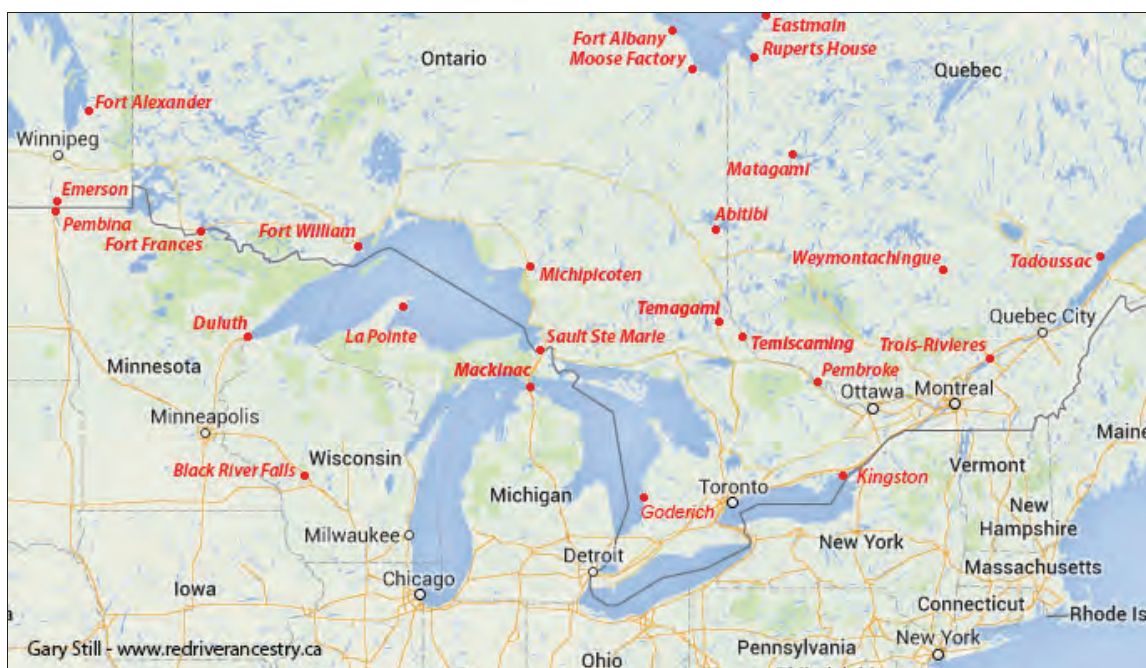 Eastmain
Fort Albany
Ruperts House
Ontario
Moose Factory
Quebec
Fort Alexander
Winnipeg
Matagami
Emerson
Pembina
Abitibi
Fort Frances
Fort William
Weymontachingue
Tadoussac
Michipicoten
Temagami
Quebec City
Duluth
La Pointe
Sault Ste Marie
Temiscaming
Trois-Rivieres
Minnesota
Mackinac
Pembroke
Ottawa
Montreal
Minneapolis
Maine
Wisconsin
Black River Falls
Vermont
Kingston
Michigan
Toronto
Goderich
New
Hampshire
Milwaukee
New York
Detroit
Massachusetts
Chicago
Iowa
Connecticut
Rhode Is
a
Gary Still - www.redriverancestry.ca
Pennsylvania
New York
Ohio